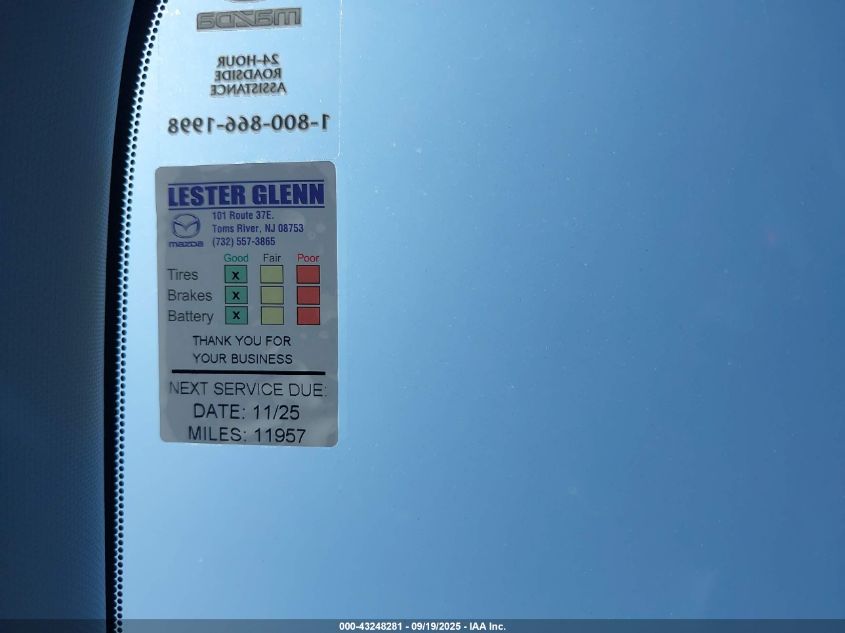 mazda
24-HOUR
ROADSIDE
ASSISTANCE
1-800-866-1998
LESTER GLENN
101 Route 37E.
Toms River, NJ 08753
mazda (732) 557-3865
Good Fair Poor
Tires x
Brakes x
Battery x
THANK YOU FOR
YOUR BUSINESS
NEXT SERVICE DUE:
DATE: 11/25
MILES: 11957
000-43248281 - 09/19/2025 - IAA Inc.